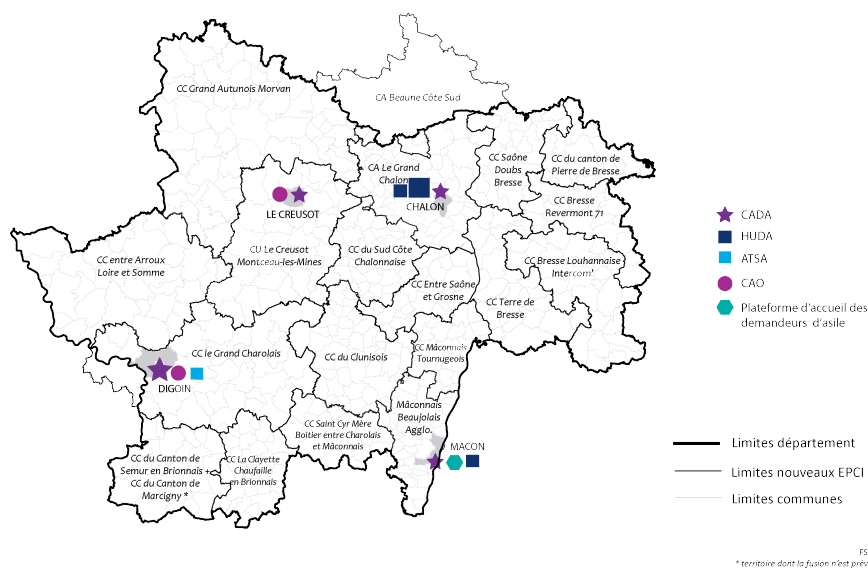 CC Grand Autunois Morvan
CA Beaune Côte Sud
CA Le Grand
Chalon
CC Saône
Doubs
Bresse
CC du canton de
Pierre de Bresse
LE CREUSOT
CHALON
CC Bresse
Revermont 71
CU Le Creusot
Montceau-les-Mines
CC du Sud Côte
Chalonnaise
CC entre Arroux
Loire et Somme
CC Bresse Louhannaise
Intercom'
CC Entre Saône
et Grosne
CC Terre de
Bresse
CC le Grand Charolais
CC du Clunisois
CC Mâconnais
Tournugeois
DIGOIN
Mâconnais
Beaujolais
Agglo.
CC Saint Cyr Mère
Boitier entre Charolais
et Mâconnais
MACON
CC du Canton de
Semur en Brionnais +
CC du Canton de
Marcigny *
CC La Clayette
Chaufaille
en Brionnais
CADA
HUDA
ATSA
CAO
Plateforme d'accueil des
demandeurs d'asile
Limites département
Limites nouveaux EPCI
Limites communes
FS
* territoire dont la fusion n'est